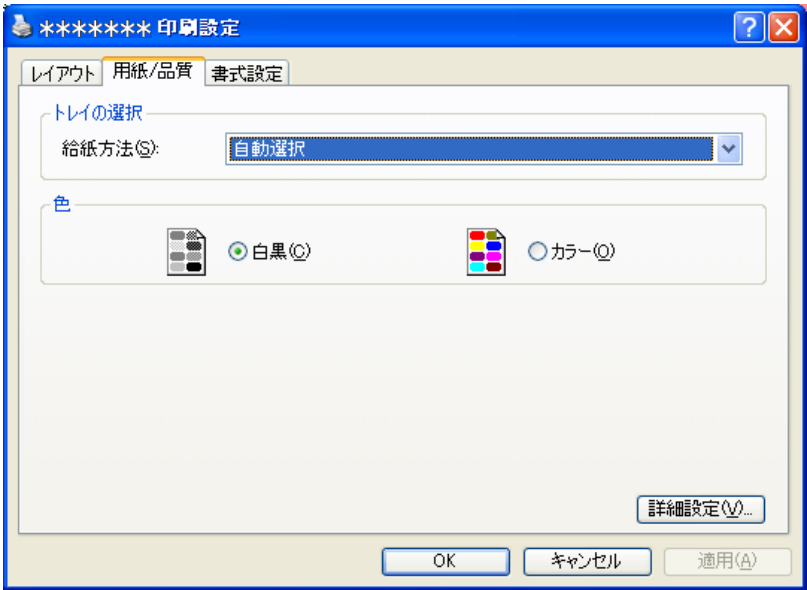 ******* 印刷設定
レイアウト 用紙/品質 書式設定
トレイの選択
給紙方法(S): 自動選択
色
白黒(C) カラー(O)
詳細設定(V)...
OK キャンセル 適用(A)